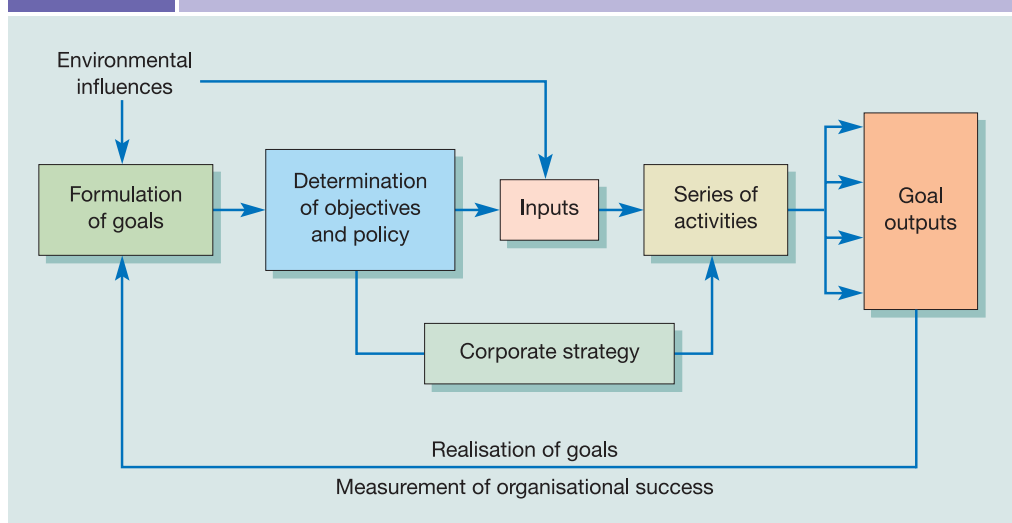 Environmental
influences
Formulation
of goals
Determination
of objectives
and policy
Inputs
Series of
activities
Goal
outputs
Corporate strategy
Realisation of goals
Measurement of organisational success